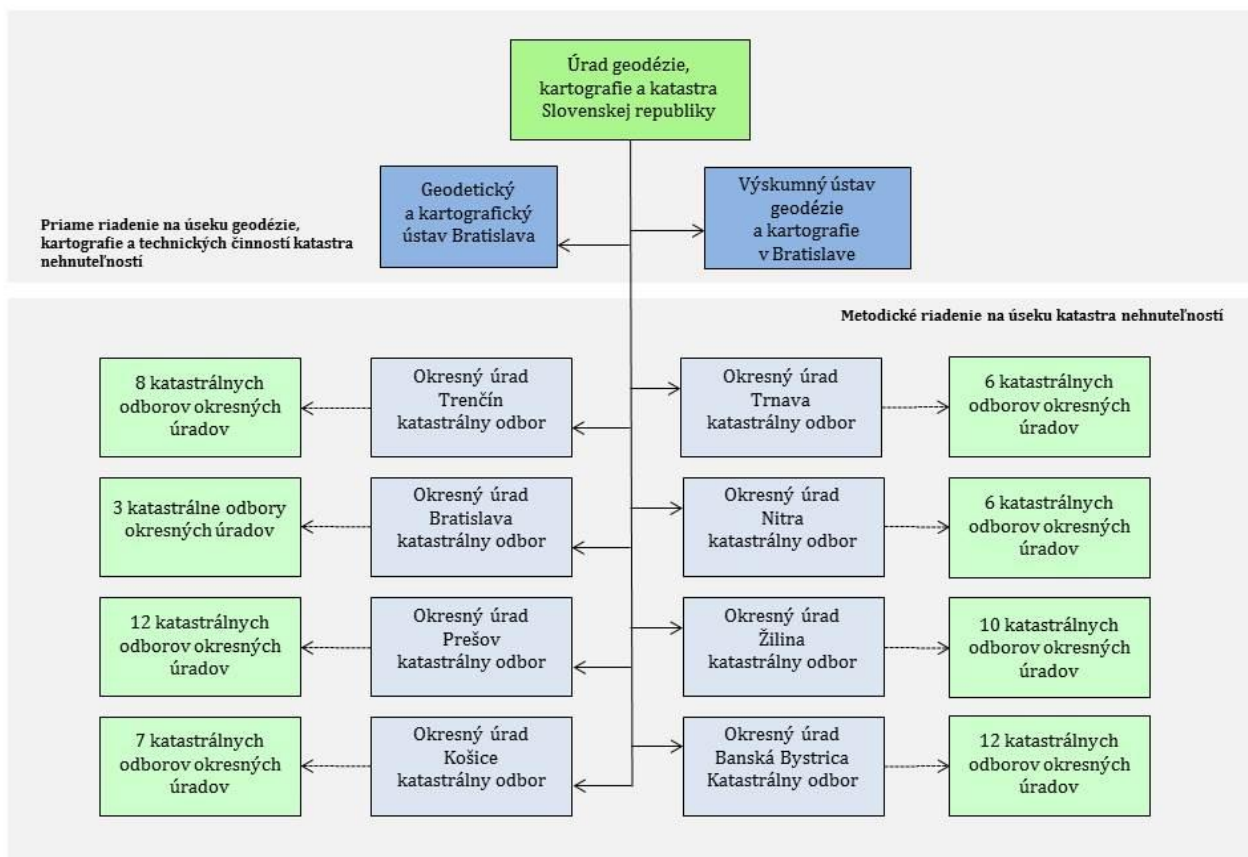 Úrad geodézie,
kartografie a katastra
Slovenskej republiky
Geodetický
a kartografický
ústav Bratislava
Výskumný ústav
geodézie
a kartografie
v Bratislave
Priame riadenie na úseku geodézie,
kartografie a technických činností katastra
nehnuteľností
Metodické riadenie na úseku katastra nehnuteľností
8 katastrálnych
odborov okresných
úradov
Okresný úrad
Trenčín
katastrálny odbor
Okresný úrad
Trnava
katastrálny odbor
6 katastrálnych
odborov okresných
úradov
3 katastrálne odbory
okresných úradov
Okresný úrad
Bratislava
katastrálny odbor
Okresný úrad
Nitra
katastrálny odbor
6 katastrálnych
odborov okresných
úradov
12 katastrálnych
odborov okresných
úradov
Okresný úrad
Prešov
katastrálny odbor
Okresný úrad
Žilina
katastrálny odbor
10 katastrálnych
odborov okresných
úradov
7 katastrálnych
odborov okresných
úradov
Okresný úrad
Košice
katastrálny odbor
Okresný úrad
Banská Bystrica
Katastrálny odbor
12 katastrálnych
odborov okresných
úradov